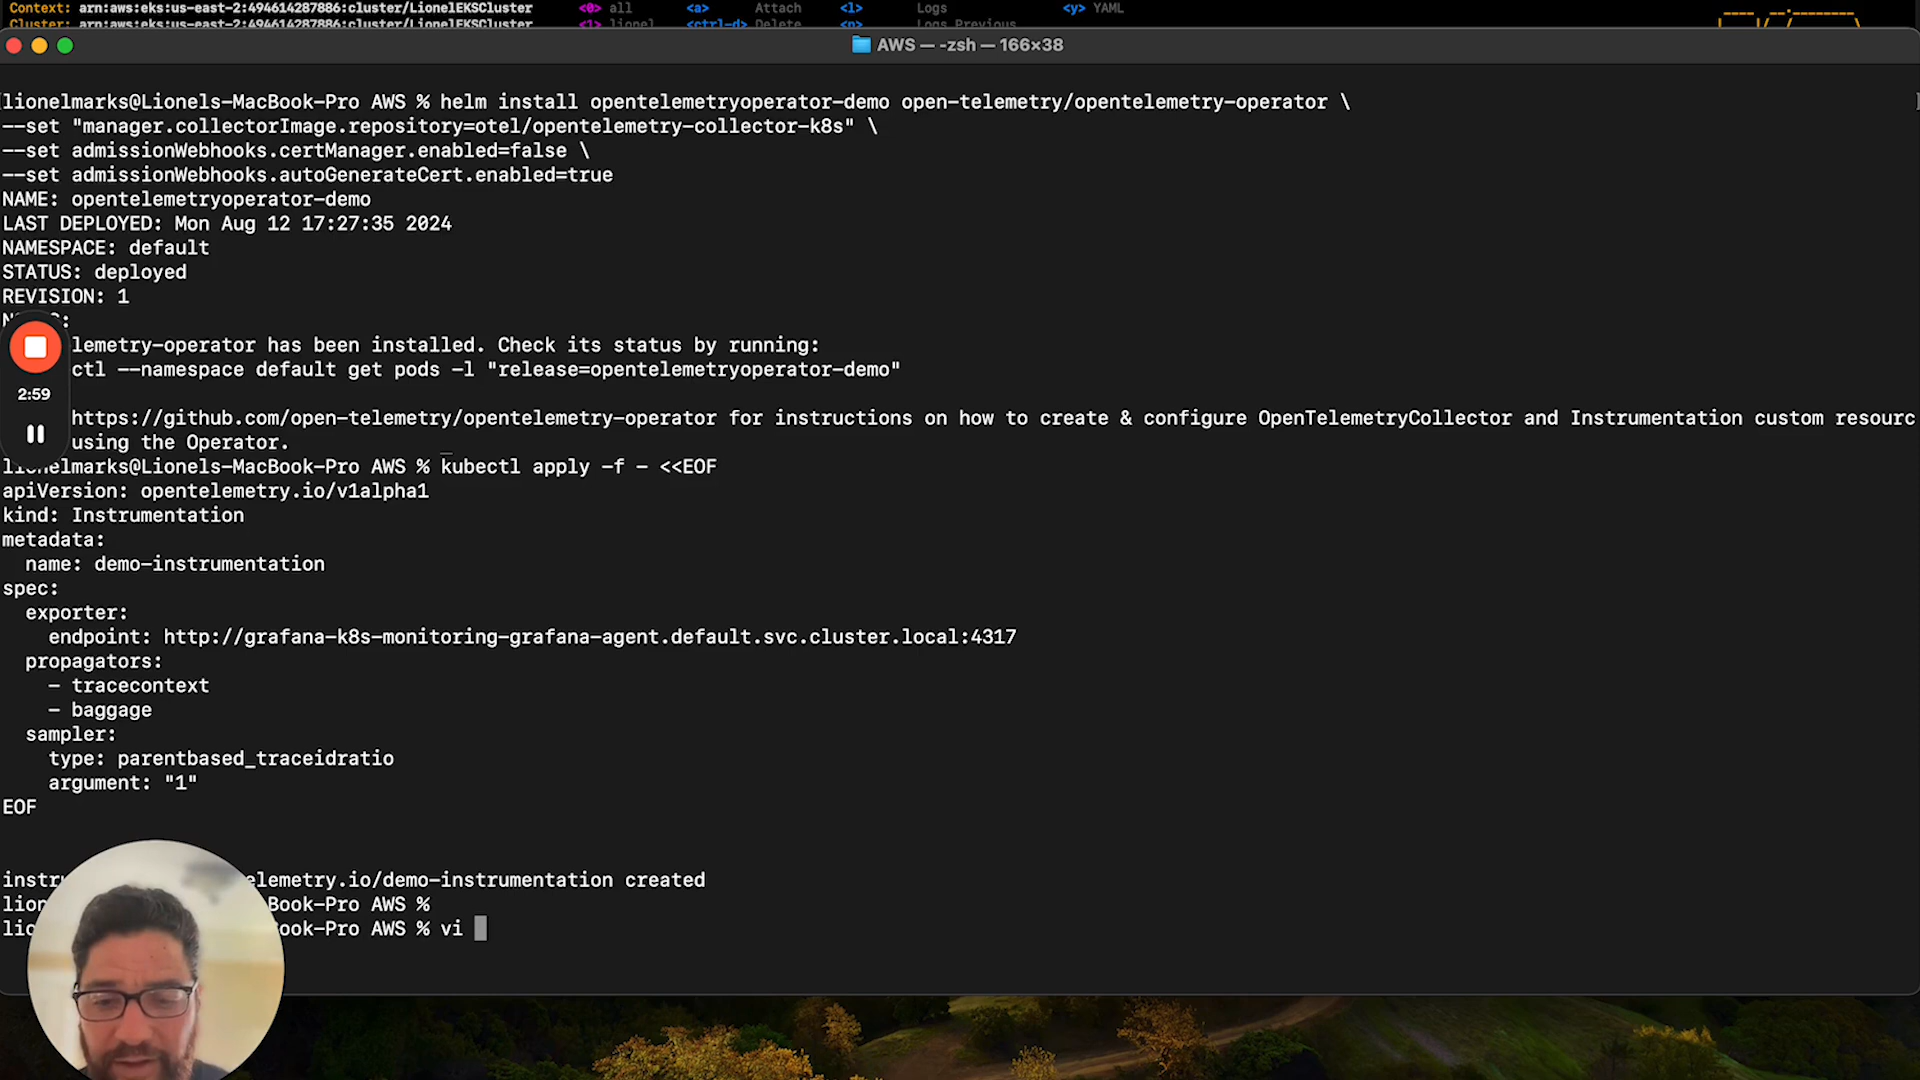 Context: arn:aws:eks:us-east-2:494614287886:cluster/LionelEKSCluster <0> all <a> Attach <l> Logs <y> YAML
Cluster: arn:aws:eks:us-east-2:494614287886:cluster/LionelEKSCluster <1> lionel <ctrl-d> Delete <p> Logs Previous
AWS — -zsh — 166×38
lionelmarks@Lionels-MacBook-Pro AWS % helm install opentelemetryoperator-demo open-telemetry/opentelemetry-operator \
--set "manager.collectorImage.repository=otel/opentelemetry-collector-k8s" \
--set admissionWebhooks.certManager.enabled=false \
--set admissionWebhooks.autoGenerateCert.enabled=true
NAME: opentelemetryoperator-demo
LAST DEPLOYED: Mon Aug 12 17:27:35 2024
NAMESPACE: default
STATUS: deployed
REVISION: 1
lemetry-operator has been installed. Check its status by running:
2:59 ctl --namespace default get pods -l "release=opentelemetryoperator-demo"
https://github.com/open-telemetry/opentelemetry-operator for instructions on how to create & configure OpenTelemetryCollector and Instrumentation custom resourc
using the Operator.
lionelmarks@Lionels-MacBook-Pro AWS % kubectl apply -f - <<EOF
apiVersion: opentelemetry.io/v1alpha1
kind: Instrumentation
metadata:
name: demo-instrumentation
spec:
exporter:
endpoint: http://grafana-k8s-monitoring-grafana-agent.default.svc.cluster.local:4317
propagators:
- tracecontext
- baggage
sampler:
type: parentbased_traceidratio
argument: "1"
EOF
instr elemetry.io/demo-instrumentation created
lion Book-Pro AWS %
lio ook-Pro AWS % vi